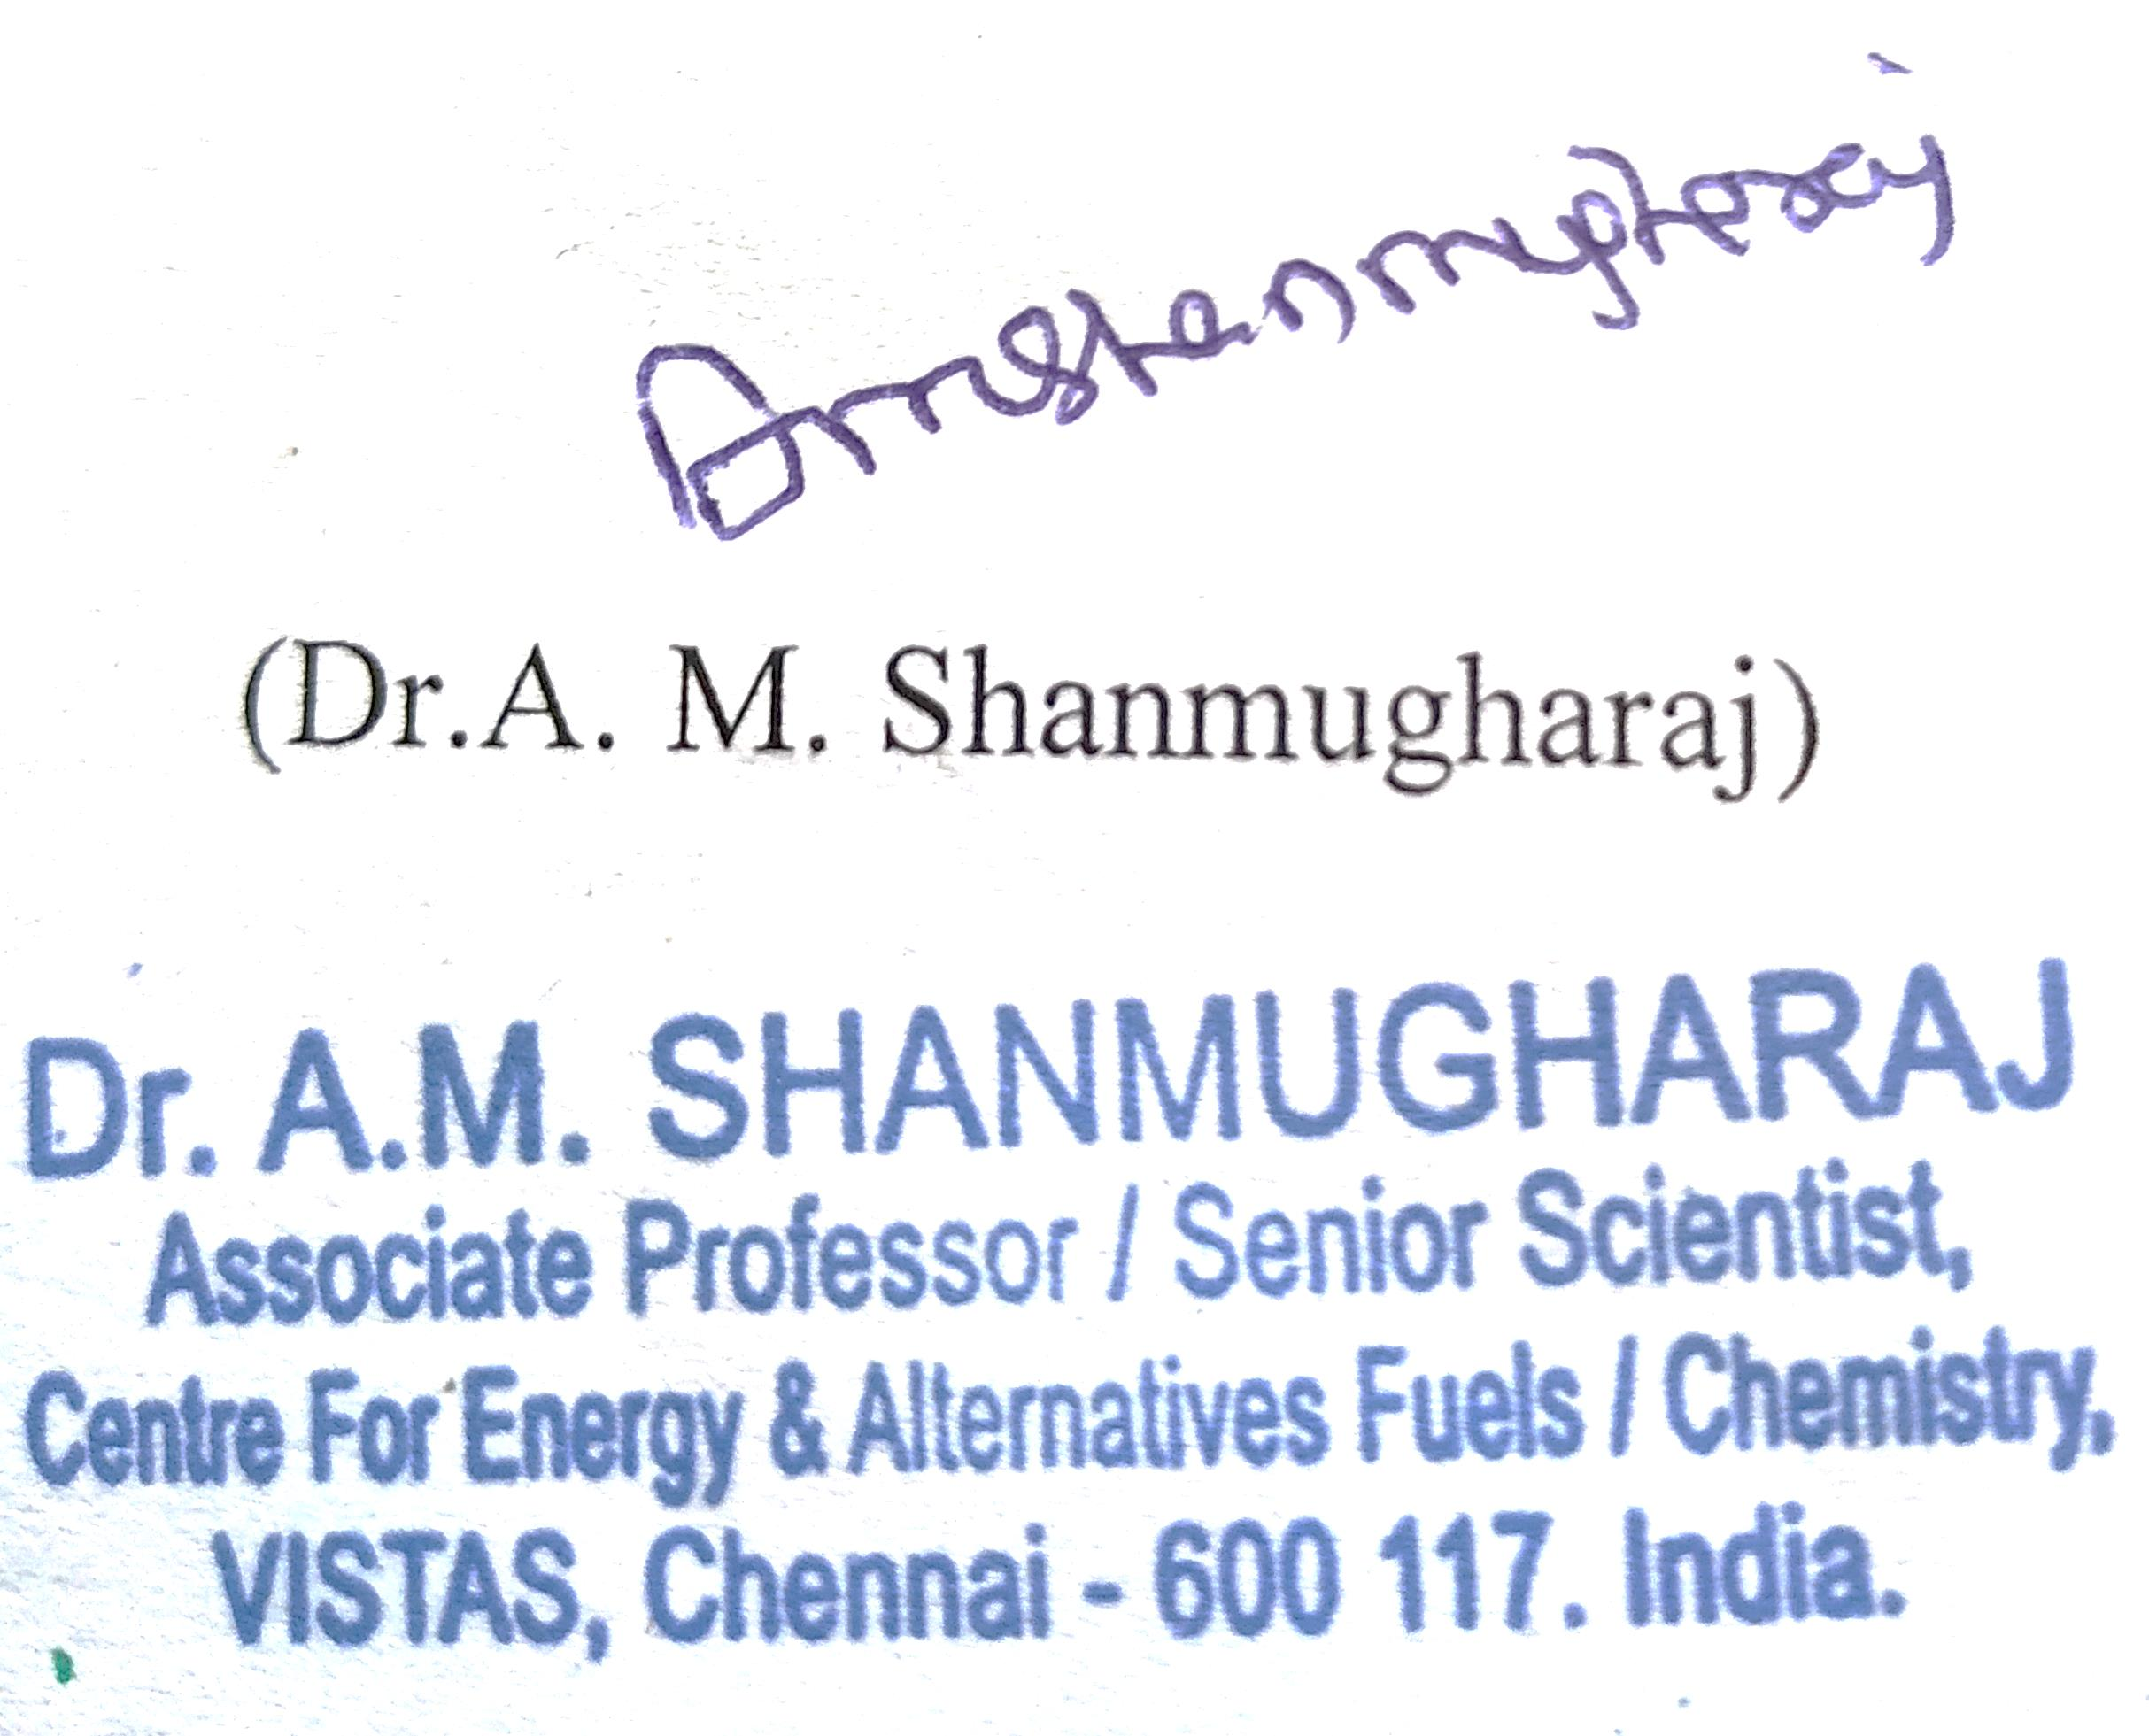 AmShanmugharaj
(Dr.A. M. Shanmugharaj)
Dr. A.M. SHANMUGHARAJ
Associate Professor / Senior Scientist,
Centre For Energy & Alternatives Fuels / Chemistry,
VISTAS, Chennai - 600 117. India.